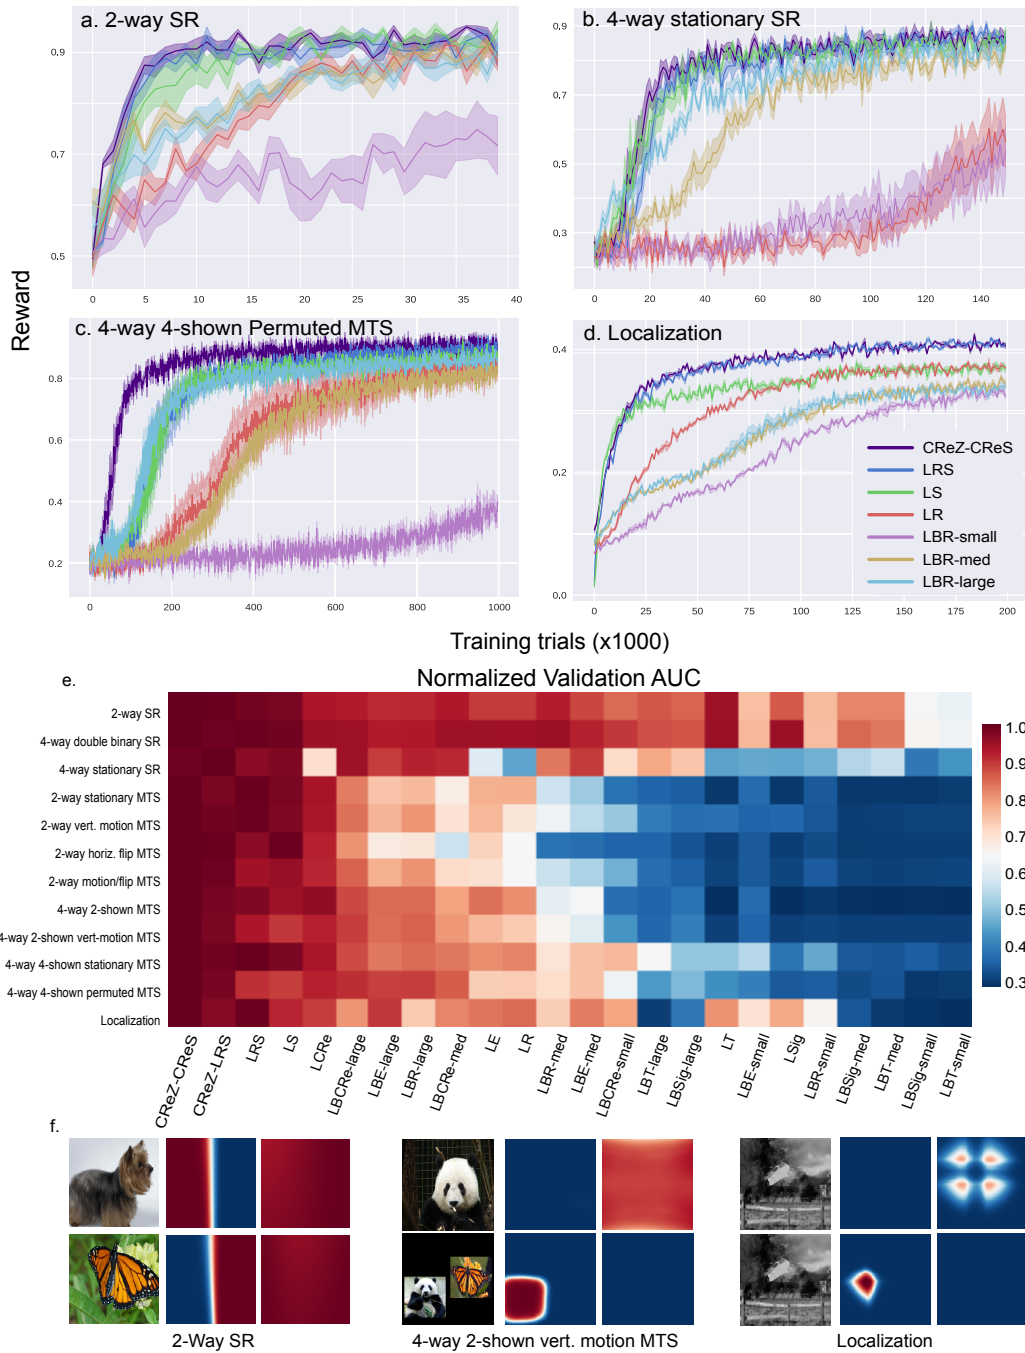 a. 2-way SR
b. 4-way stationary SR
0.9
0.7
0.5
0 5 10 15 20 25 30 35 40
0.9
0.7
0.5
0.3
0 20 40 60 80 100 120 140
Reward
c. 4-way 4-shown Permuted MTS
d. Localization
0.8
0.6
0.4
0.2
0 200 400 600 800 1000
0.4
0.2
0.0
0 25 50 75 100 125 150 175 200
CReZ-CReS
LRS
LS
LR
LBR-small
LBR-med
LBR-large
Training trials (x1000)
e.
Normalized Validation AUC
2-way SR
4-way double binary SR
4-way stationary SR
2-way stationary MTS
2-way vert. motion MTS
2-way horiz. flip MTS
2-way motion/flip MTS
4-way 2-shown MTS
4-way 2-shown vert-motion MTS
4-way 4-shown stationary MTS
4-way 4-shown permuted MTS
Localization
1.0
0.9
0.8
0.7
0.6
0.5
0.4
0.3
CReZ-CReS
CReZ-LRS
LRS
LS
LCRe
LBCRe-large
LBE-large
LBR-large
LBCRe-med
LE
LR
LBR-med
LBE-med
LBCRe-small
LBT-large
LBSig-large
LT
LBE-small
LSig
LBR-small
LBSig-med
LBT-med
LBSig-small
LBT-small
f.
2-Way SR
4-way 2-shown vert. motion MTS
Localization